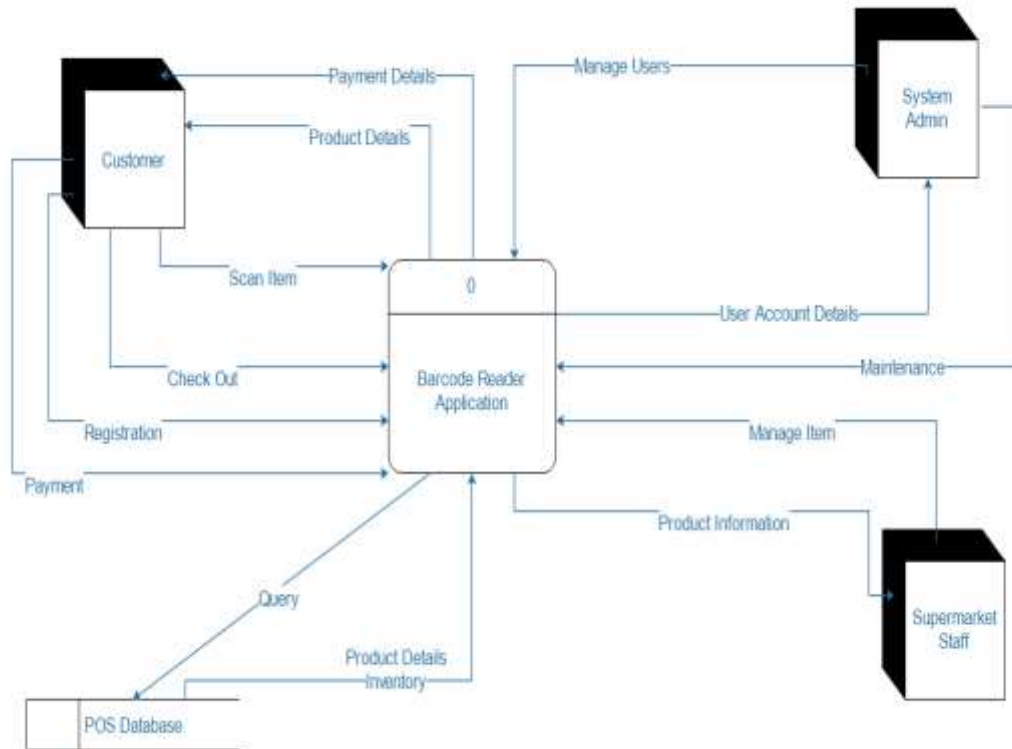 Payment Details
Manage Users
System
Admin
Product Details
Customer
Scan Item
0
User Account Details
Check Out
Barcode Reader
Application
Maintenance
Registration
Manage Item
Payment
Product Information
Query
Supermarket
Staff
Product Details
Inventory
POS Database